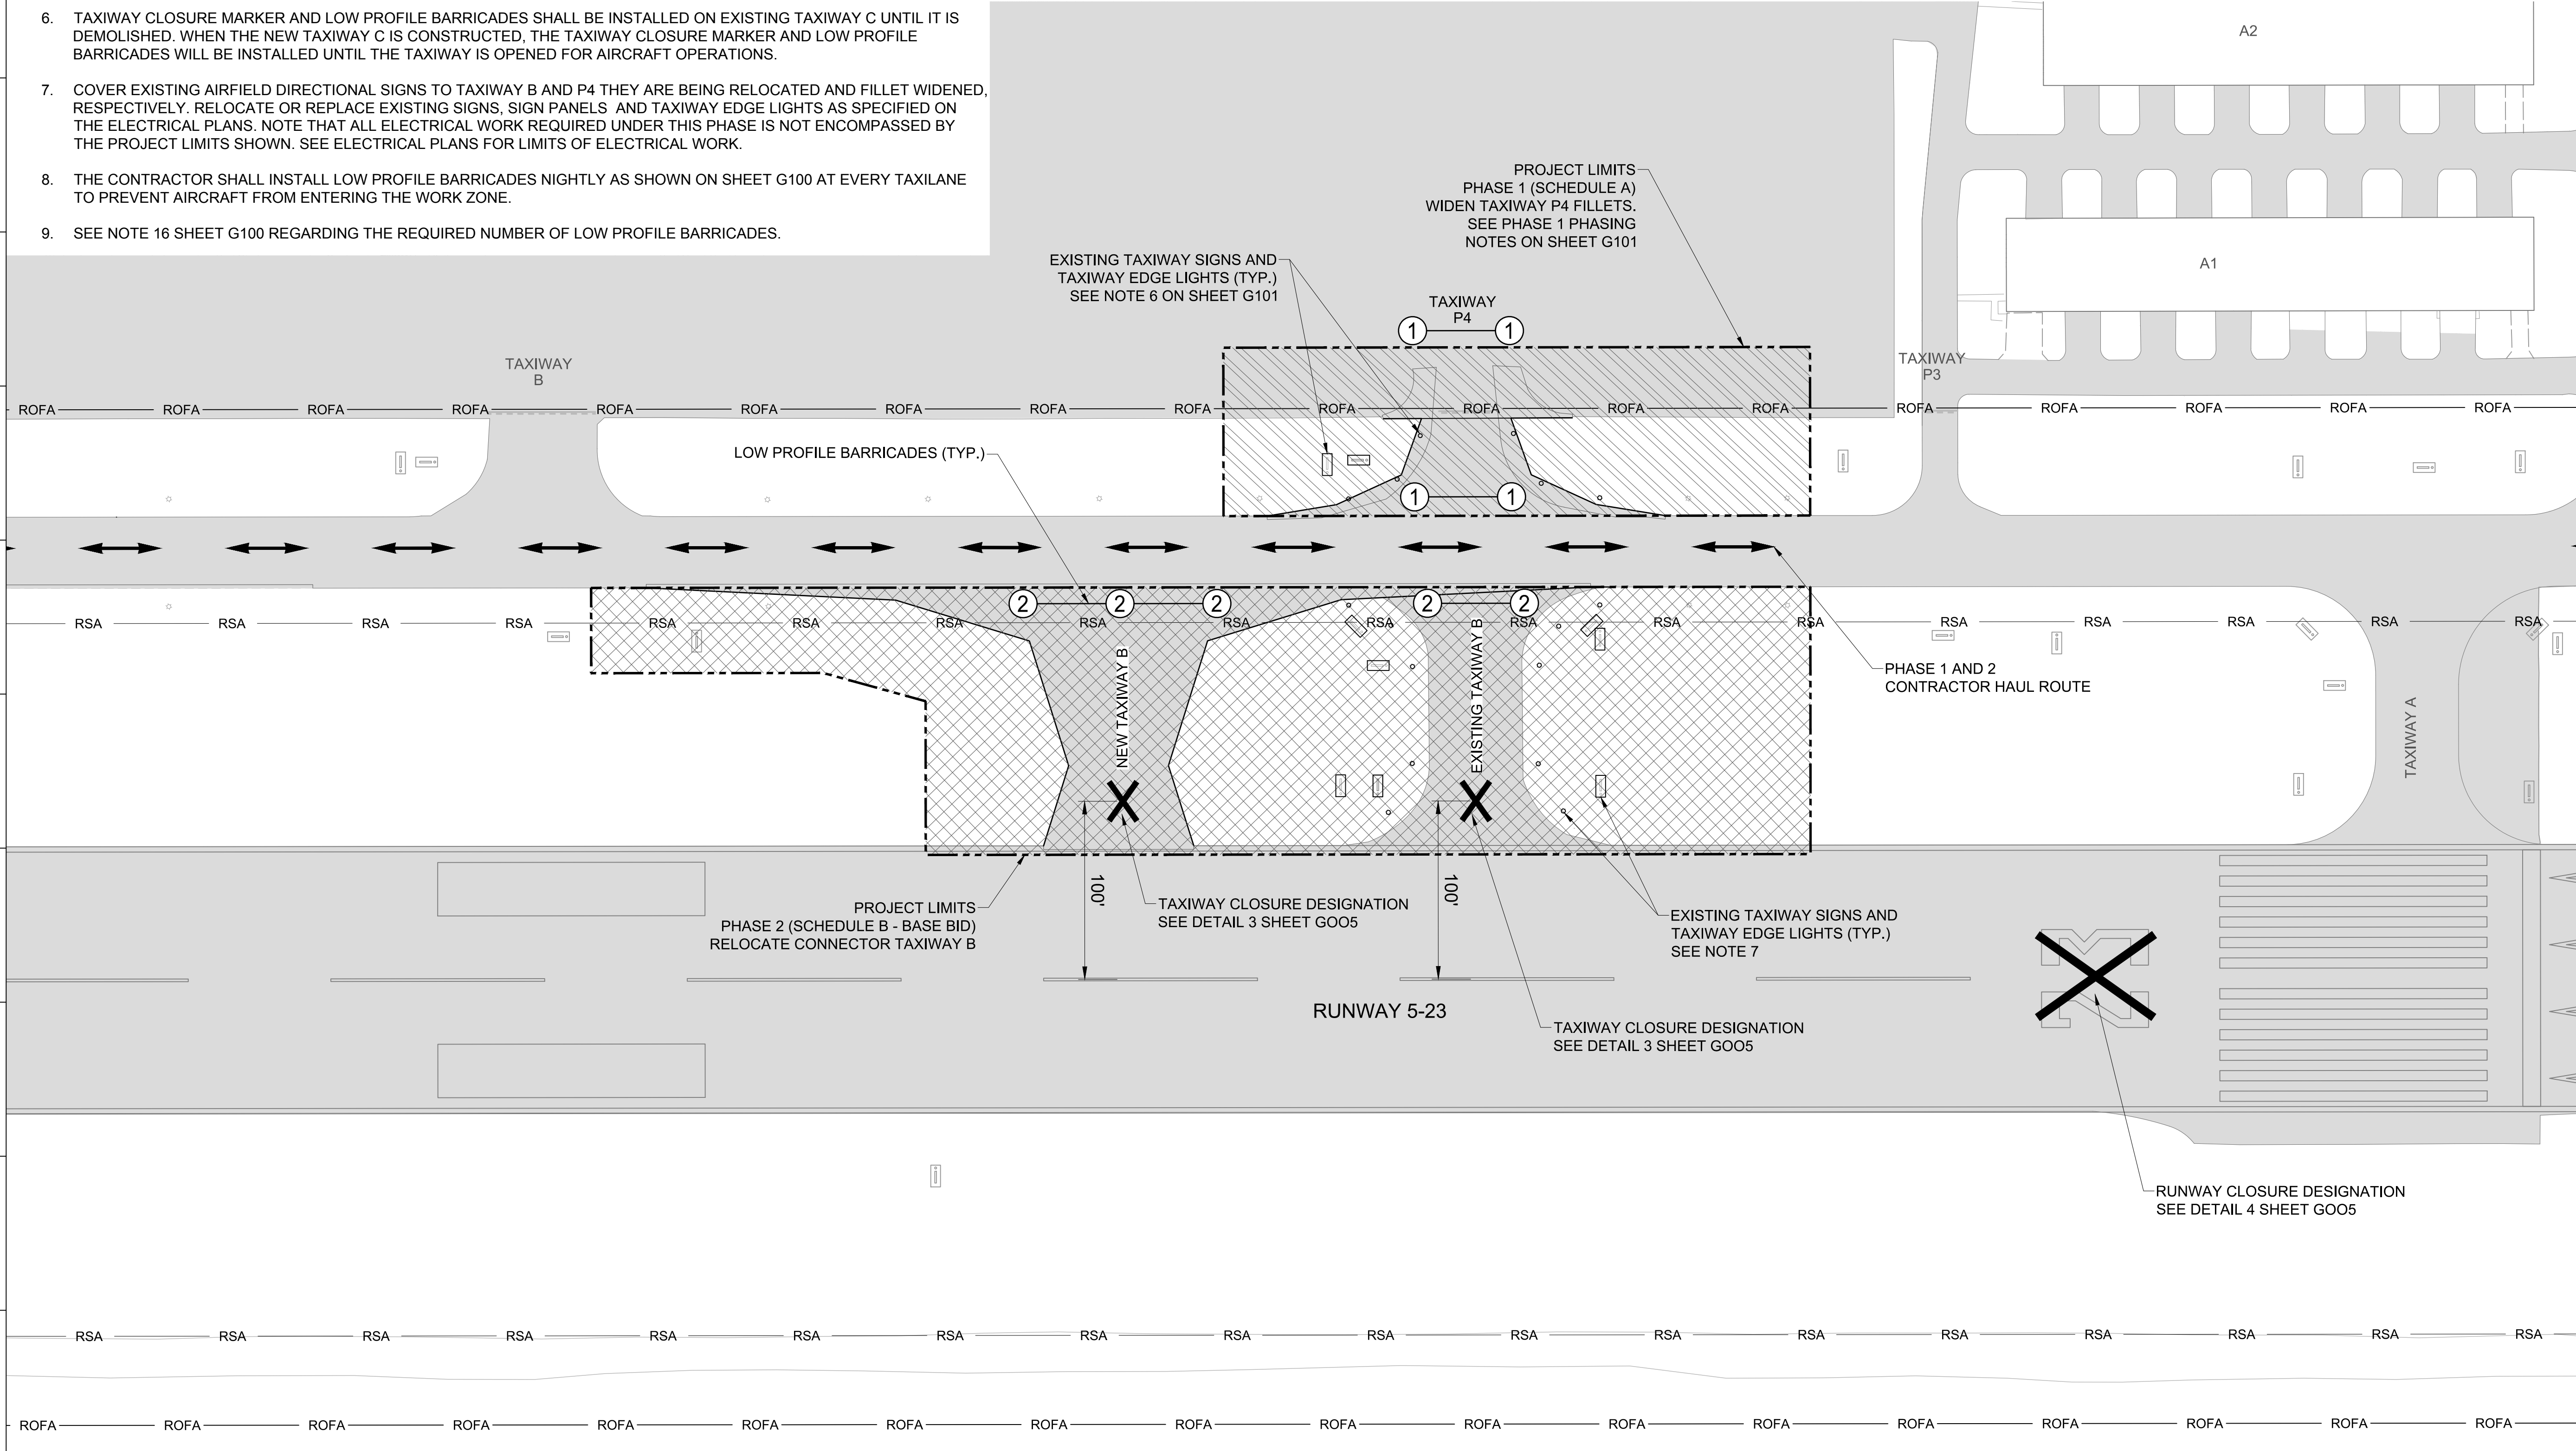 6. TAXIWAY CLOSURE MARKER AND LOW PROFILE BARRICADES SHALL BE INSTALLED ON EXISTING TAXIWAY C UNTIL IT IS
DEMOLISHED. WHEN THE NEW TAXIWAY C IS CONSTRUCTED, THE TAXIWAY CLOSURE MARKER AND LOW PROFILE
BARRICADES WILL BE INSTALLED UNTIL THE TAXIWAY IS OPENED FOR AIRCRAFT OPERATIONS.
7. COVER EXISTING AIRFIELD DIRECTIONAL SIGNS TO TAXIWAY B AND P4 THEY ARE BEING RELOCATED AND FILLET WIDENED,
RESPECTIVELY. RELOCATE OR REPLACE EXISTING SIGNS, SIGN PANELS AND TAXIWAY EDGE LIGHTS AS SPECIFIED ON
THE ELECTRICAL PLANS. NOTE THAT ALL ELECTRICAL WORK REQUIRED UNDER THIS PHASE IS NOT ENCOMPASSED BY
THE PROJECT LIMITS SHOWN. SEE ELECTRICAL PLANS FOR LIMITS OF ELECTRICAL WORK.
8. THE CONTRACTOR SHALL INSTALL LOW PROFILE BARRICADES NIGHTLY AS SHOWN ON SHEET G100 AT EVERY TAXILANE
TO PREVENT AIRCRAFT FROM ENTERING THE WORK ZONE.
9. SEE NOTE 16 SHEET G100 REGARDING THE REQUIRED NUMBER OF LOW PROFILE BARRICADES.
A2
A1
PROJECT LIMITS
PHASE 1 (SCHEDULE A)
WIDEN TAXIWAY P4 FILLETS.
SEE PHASE 1 PHASING
NOTES ON SHEET G101
EXISTING TAXIWAY SIGNS AND
TAXIWAY EDGE LIGHTS (TYP.)
SEE NOTE 6 ON SHEET G101
TAXIWAY
P4
1 1
TAXIWAY
B
TAXIWAY
P3
ROFA ROFA ROFA ROFA ROFA ROFA ROFA ROFA ROFA ROFA ROFA ROFA ROFA ROFA ROFA ROFA ROFA ROFA
LOW PROFILE BARRICADES (TYP.)
1 1
2 2 2 2 2
RSA RSA RSA RSA RSA RSA RSA RSA RSA RSA RSA RSA RSA RSA RSA RSA RSA RSA
NEW TAXIWAY B
EXISTING TAXIWAY B
PHASE 1 AND 2
CONTRACTOR HAUL ROUTE
TAXIWAY A
100'
100'
PROJECT LIMITS
PHASE 2 (SCHEDULE B - BASE BID)
RELOCATE CONNECTOR TAXIWAY B
TAXIWAY CLOSURE DESIGNATION
SEE DETAIL 3 SHEET GOO5
EXISTING TAXIWAY SIGNS AND
TAXIWAY EDGE LIGHTS (TYP.)
SEE NOTE 7
23
RUNWAY 5-23
TAXIWAY CLOSURE DESIGNATION
SEE DETAIL 3 SHEET GOO5
RUNWAY CLOSURE DESIGNATION
SEE DETAIL 4 SHEET GOO5
RSA RSA RSA RSA RSA RSA RSA RSA RSA RSA RSA RSA RSA RSA RSA RSA RSA RSA
ROFA ROFA ROFA ROFA ROFA ROFA ROFA ROFA ROFA ROFA ROFA ROFA ROFA ROFA ROFA ROFA ROFA ROFA